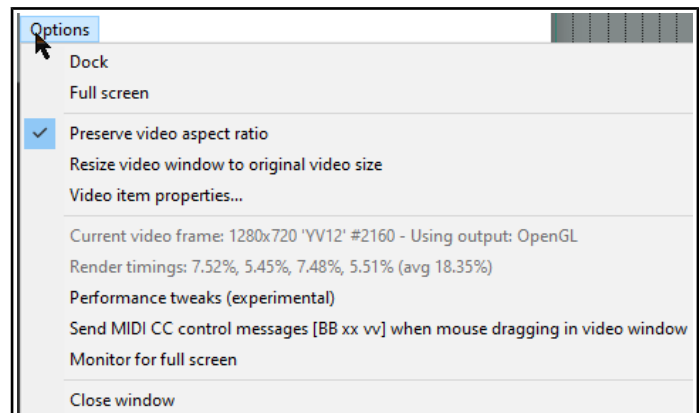 Options
Dock
Full screen
Preserve video aspect ratio
Resize video window to original video size
Video item properties...
Current video frame: 1280x720 'YV12' #2160 - Using output: OpenGL
Render timings: 7.52%, 5.45%, 7.48%, 5.51% (avg 18.35%)
Performance tweaks (experimental)
Send MIDI CC control messages [BB xx vv] when mouse dragging in video window
Monitor for full screen
Close window